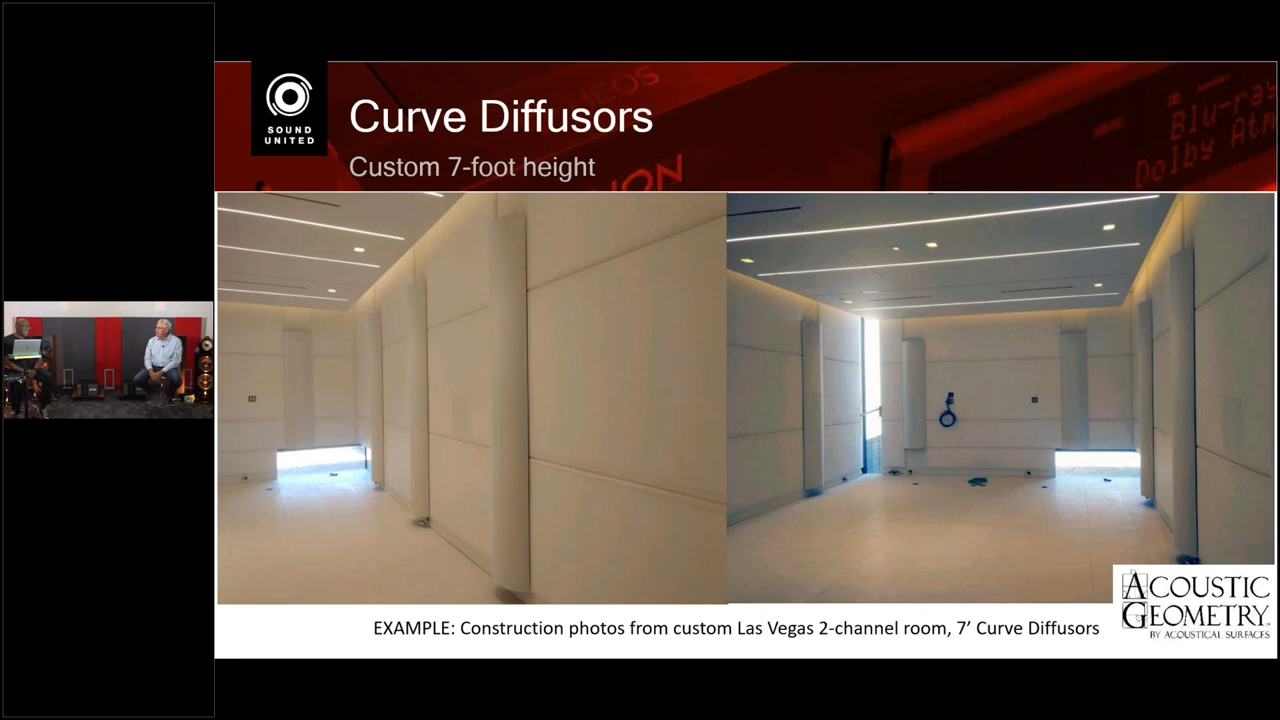 SOUND
UNITED
Curve Diffusors
Custom 7-foot height
Blu-ray
Dolby Atm
EXAMPLE: Construction photos from custom Las Vegas 2-channel room, 7’ Curve Diffusors
ACOUSTIC
GEOMETRY
BY ACOUSTICAL SURFACES